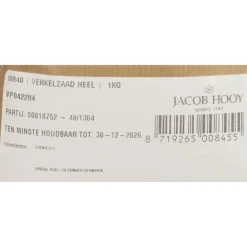 10840 | VENKELZAAD HEEL | 1KG
VP042284
PARTIJ: 00018752 - 48/1364
TEN MINSTE HOUDBAAR TOT: 30-12-2026
JACOB HOOY
8 719265 008455